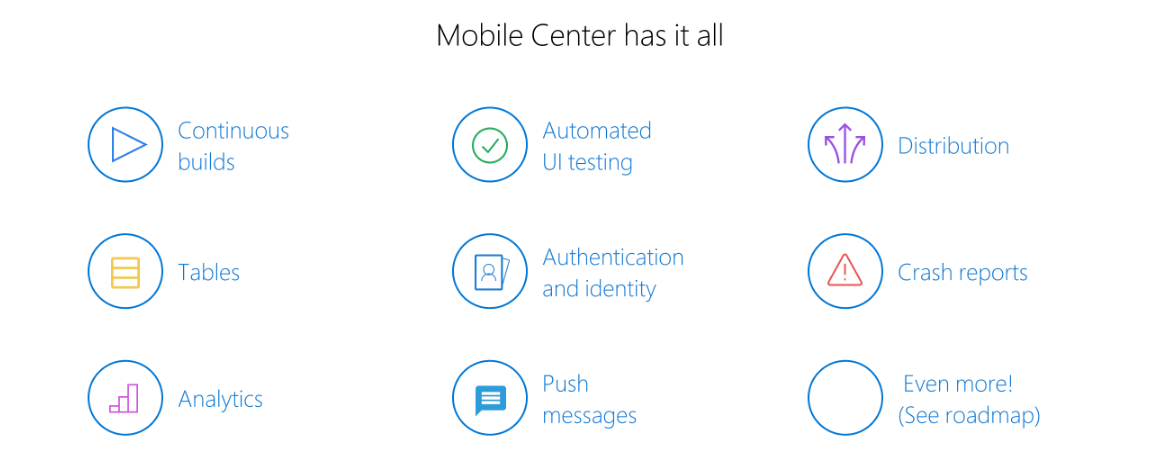 Mobile Center has it all
Continuous
builds
Automated
UI testing
Distribution
Tables
Authentication
and identity
Crash reports
Analytics
Push
messages
Even more!
(See roadmap)